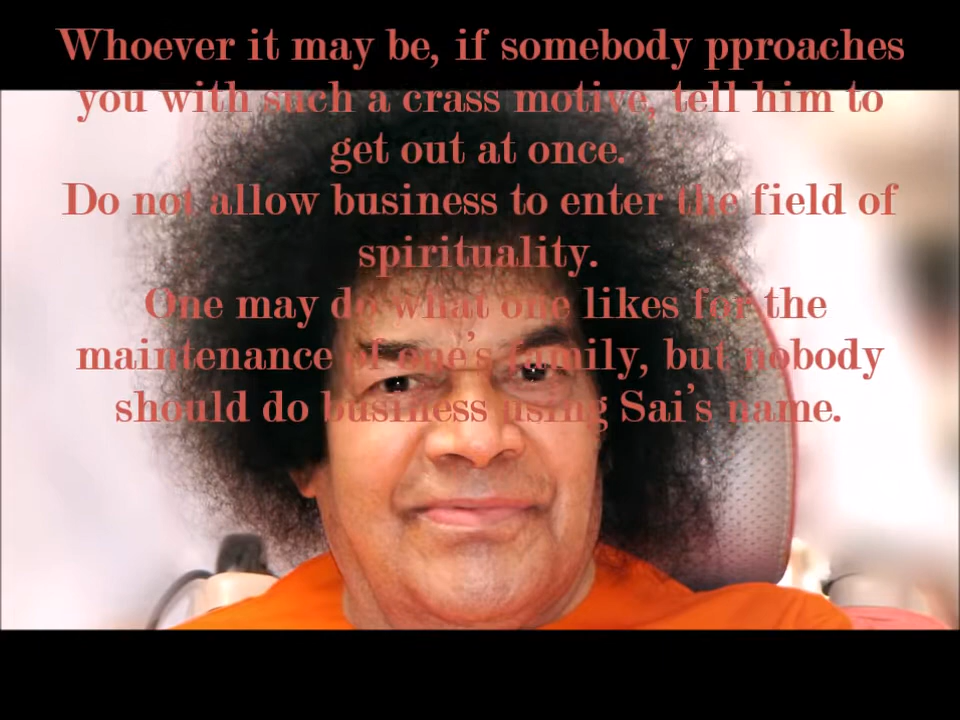 Whoever it may be, if somebody pproaches
you with such a crass motive, tell him to
get out at once.
Do not allow business to enter the field of
spirituality.
One may do what one likes for the
maintenance of one's family, but nobody
should do business using Sai's name.